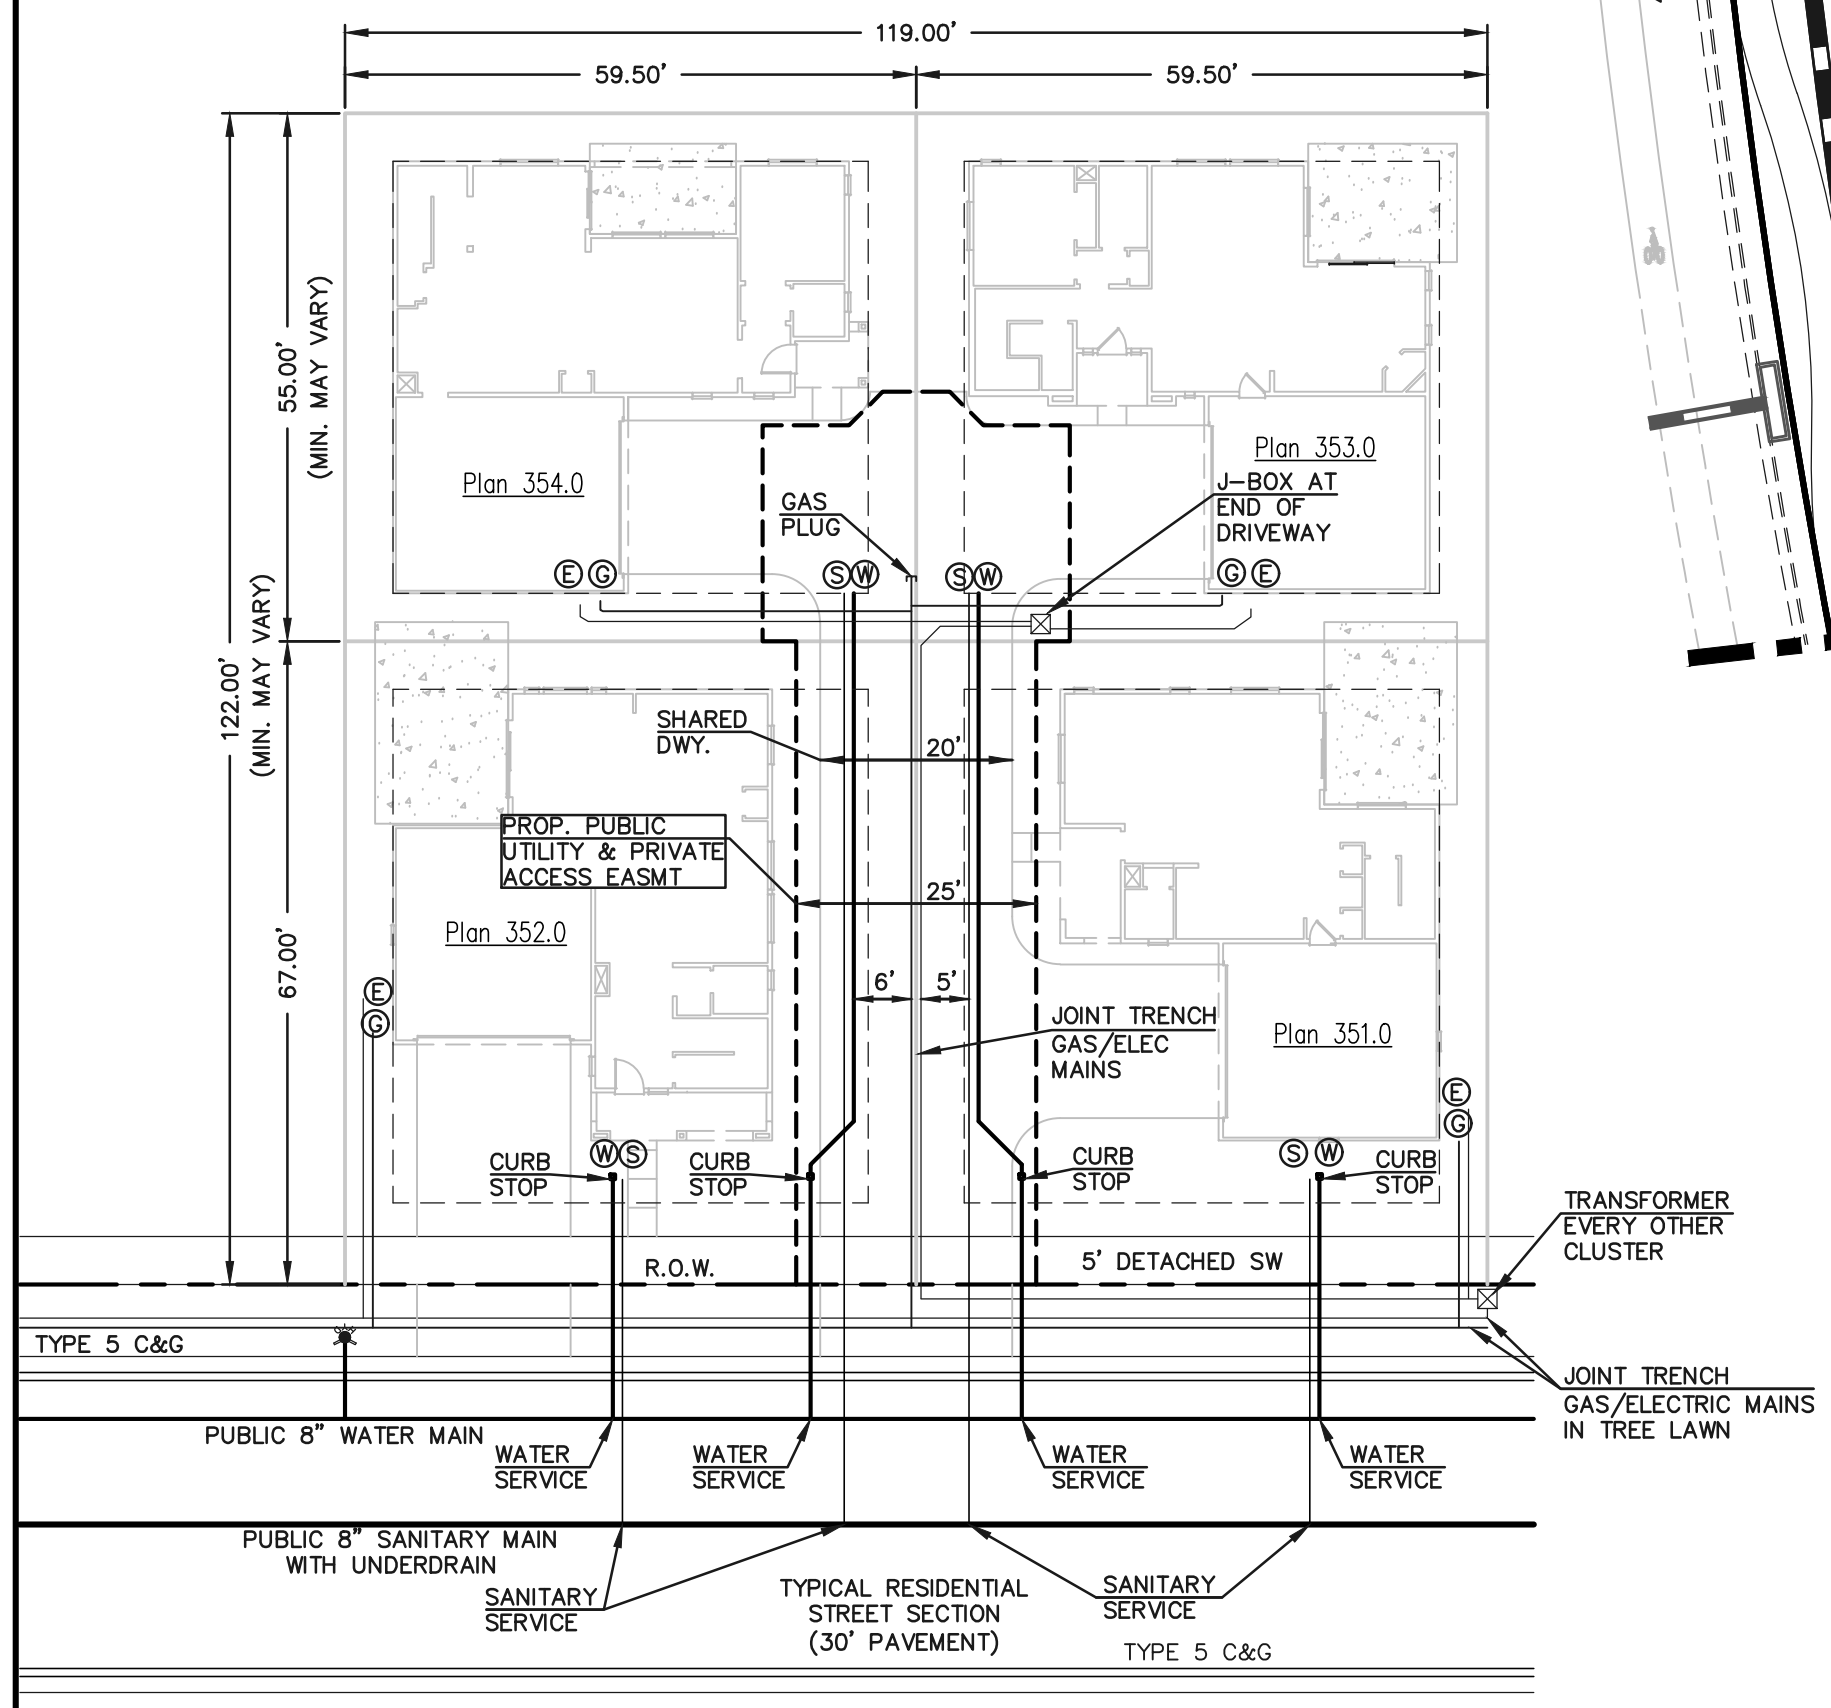 119.00'
59.50'
59.50'
122.00'
(MIN. MAY VARY)
55.00'
(MIN. MAY VARY)
67.00'
Plan 354.0
Plan 353.0
GAS
PLUG
J-BOX AT
END OF
DRIVEWAY
E G
S W
S W
G E
SHARED
DWY.
20'
PROP. PUBLIC
UTILITY & PRIVATE
ACCESS EASMT
25'
Plan 352.0
6'
5'
E
G
JOINT TRENCH
GAS/ELEC
MAINS
Plan 351.0
E
G
W S
S W
CURB
STOP
CURB
STOP
CURB
STOP
CURB
STOP
TRANSFORMER
EVERY OTHER
CLUSTER
R.O.W.
5' DETACHED SW
TYPE 5 C&G
JOINT TRENCH
GAS/ELECTRIC MAINS
IN TREE LAWN
PUBLIC 8" WATER MAIN
WATER
SERVICE
WATER
SERVICE
WATER
SERVICE
WATER
SERVICE
PUBLIC 8" SANITARY MAIN
WITH UNDERDRAIN
SANITARY
SERVICE
TYPICAL RESIDENTIAL
STREET SECTION
(30' PAVEMENT)
SANITARY
SERVICE
TYPE 5 C&G